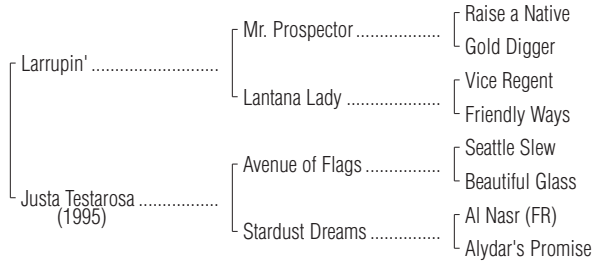 Raise a Native
Mr. Prospector ..................
Gold Digger
Larrupin' ...........................
Vice Regent
Lantana Lady ....................
Friendly Ways
Seattle Slew
Avenue of Flags ................
Beautiful Glass
Justa Testarosa .................
(1995)
Al Nasr (FR)
Stardust Dreams ...............
Alydar's Promise